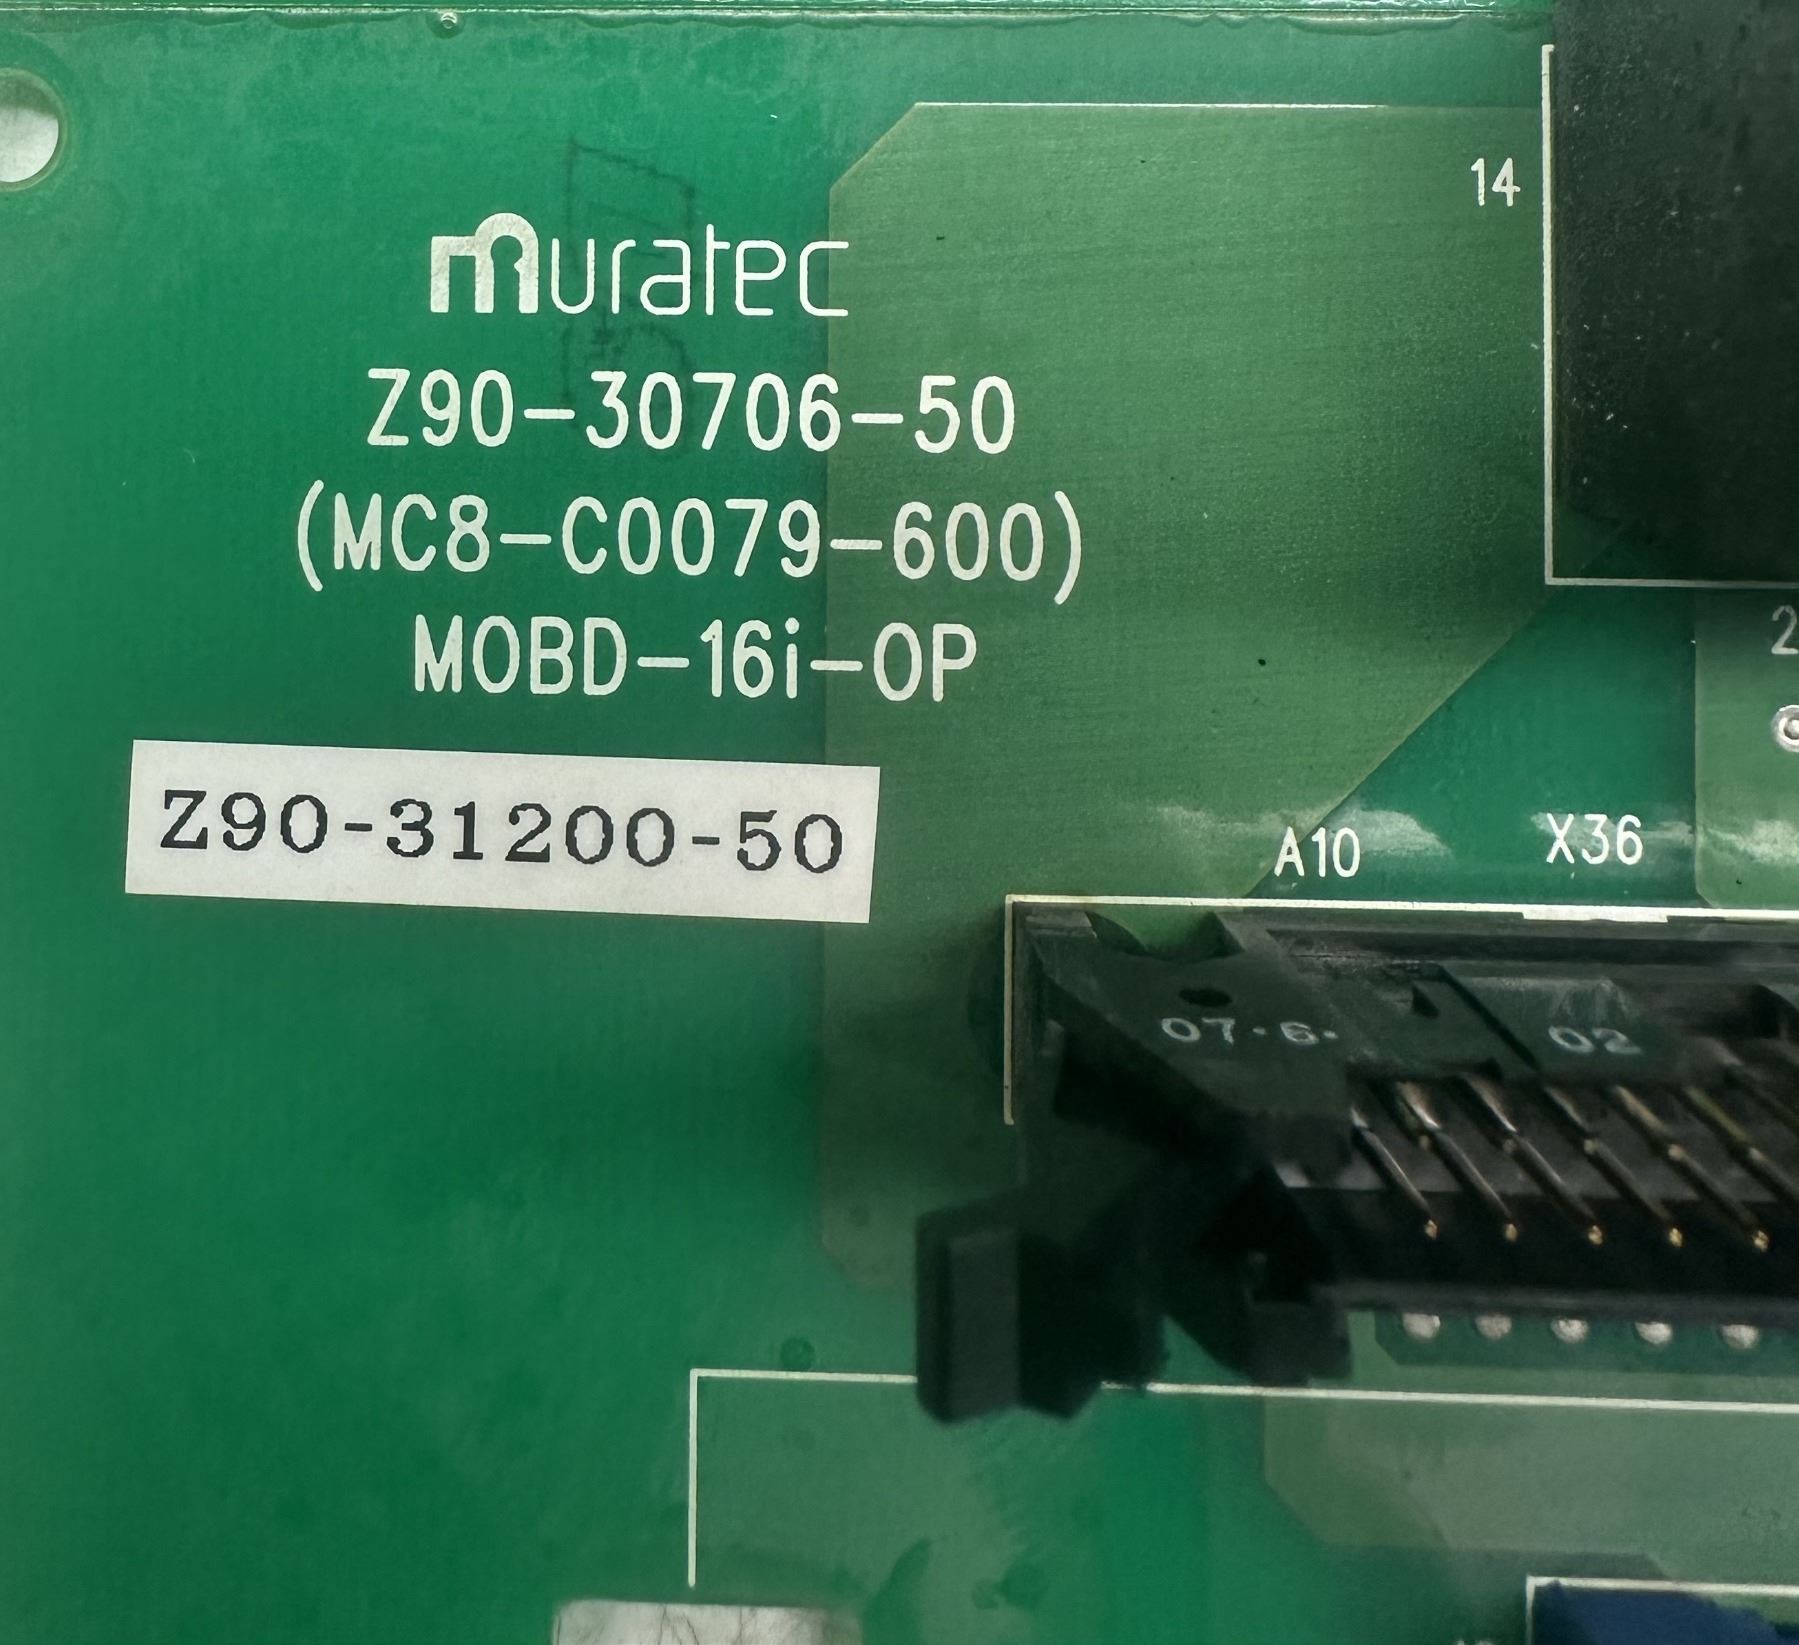 14
muratec
Z90-30706-50
(MC8-C0079-600)
MOBD-16i-OP
2
Z90-31200-50
A10 X36
07·6· 02